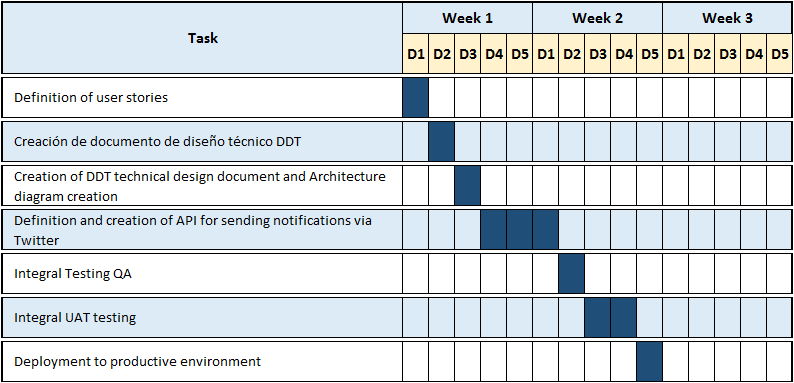 Task
Week 1 Week 2 Week 3
D1 D2 D3 D4 D5 D1 D2 D3 D4 D5 D1 D2 D3 D4 D5
Definition of user stories
Creación de documento de diseño técnico DDT
Creation of DDT technical design document and Architecture
diagram creation
Definition and creation of API for sending notifications via
Twitter
Integral Testing QA
Integral UAT testing
Deployment to productive environment